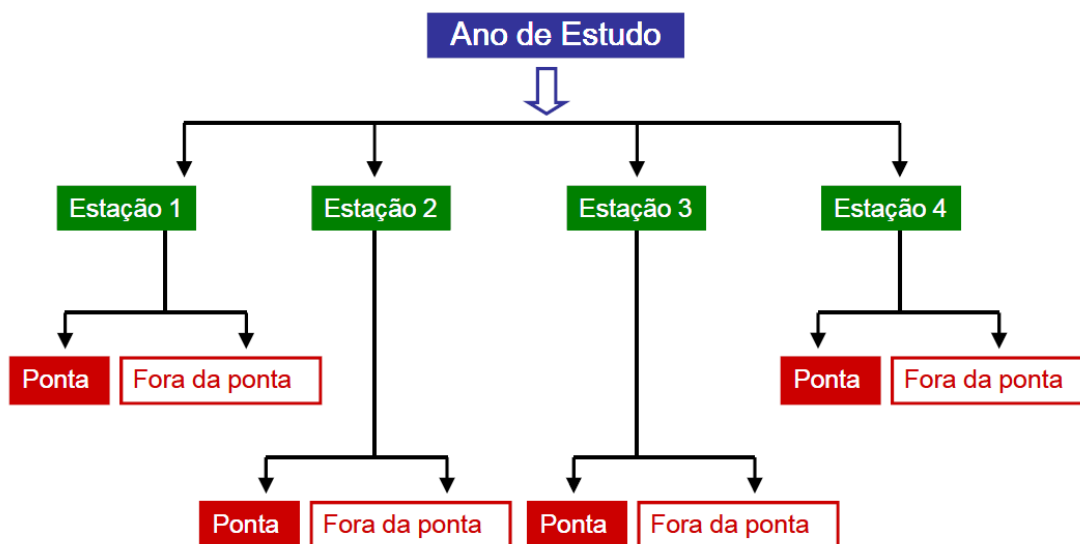 Ano de Estudo
Estação 1
Estação 2
Estação 3
Estação 4
Ponta
Fora da ponta
Ponta
Fora da ponta
Ponta
Fora da ponta
Ponta
Fora da ponta